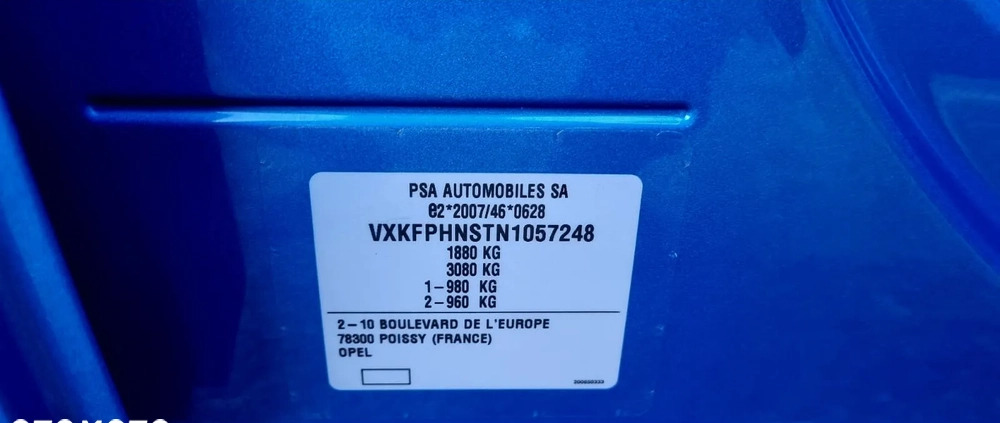 PSA AUTOMOBILES SA
e2*2007/46*0628
VXKFPHNSTN1057248
1880 KG
3080 KG
1-980 KG
2-960 KG
2-10 BOULEVARD DE L'EUROPE
78300 POISSY (FRANCE)
OPEL